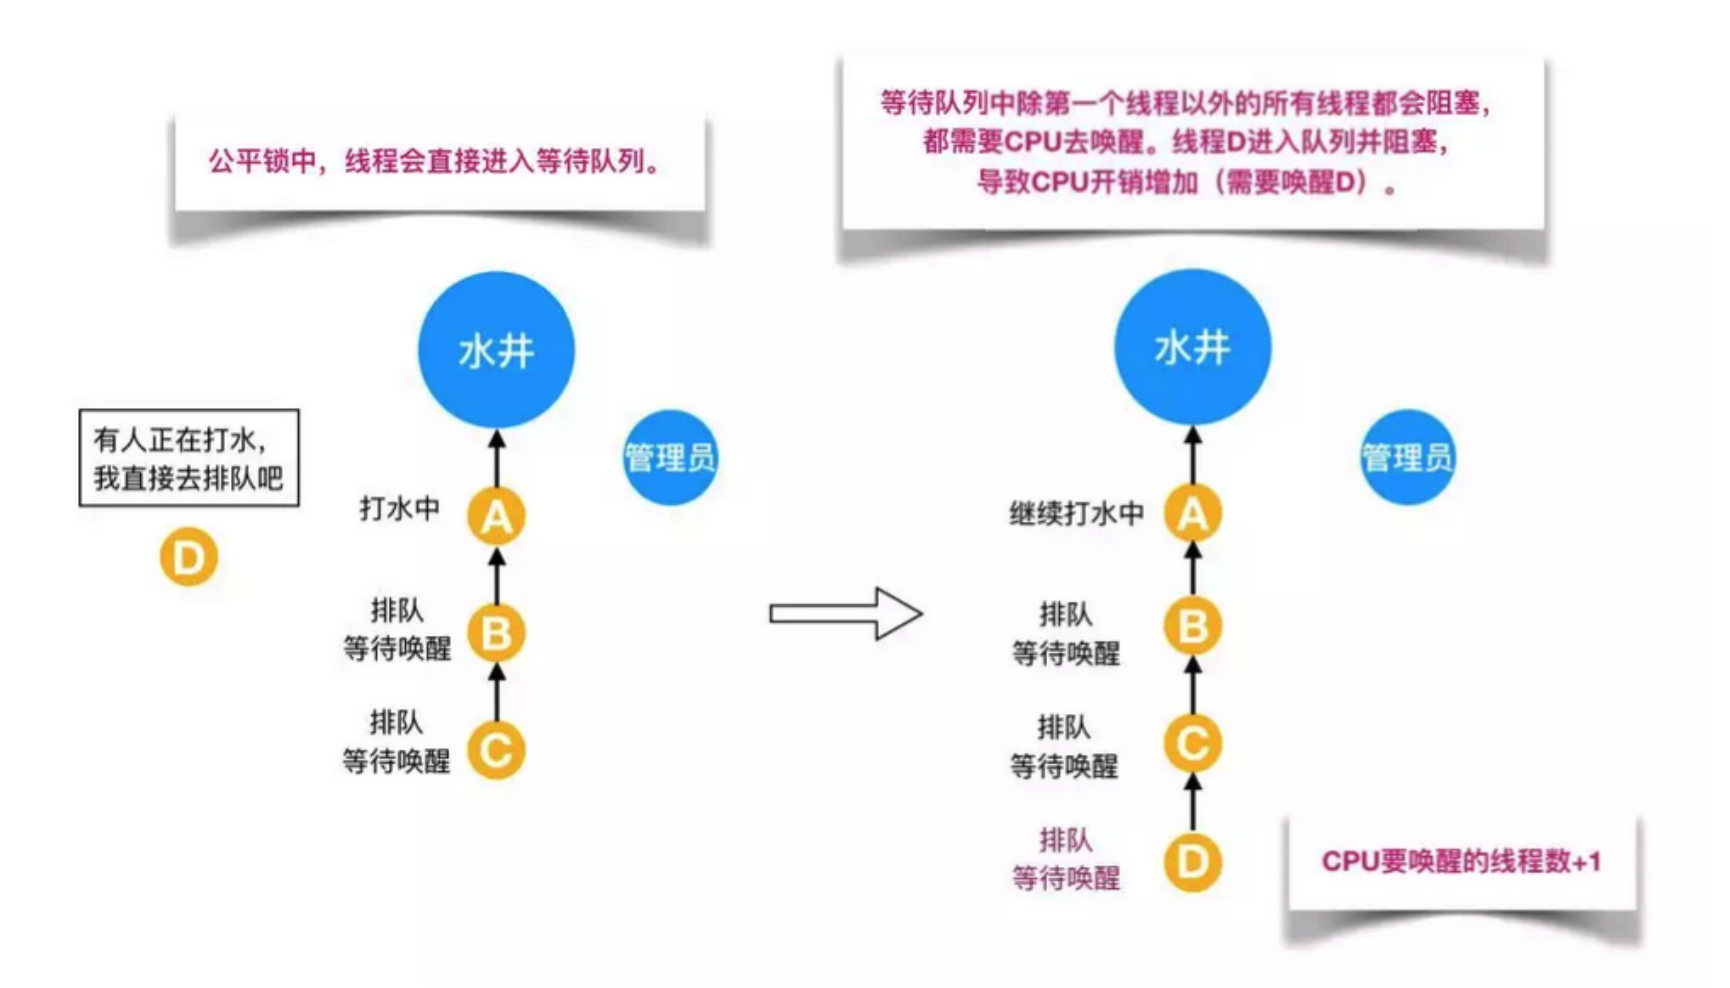 公平锁中，线程会直接进入等待队列。
水井
管理员
有人正在打水，
我直接去排队吧
D
打水中
A
排队
等待唤醒
B
排队
等待唤醒
C
等待队列中除第一个线程以外的所有线程都会阻塞，
都需要CPU去唤醒。线程D进入队列并阻塞，
导致CPU开销增加（需要唤醒D）。
水井
管理员
继续打水中
A
排队
等待唤醒
B
排队
等待唤醒
C
排队
等待唤醒
D
CPU要唤醒的线程数+1